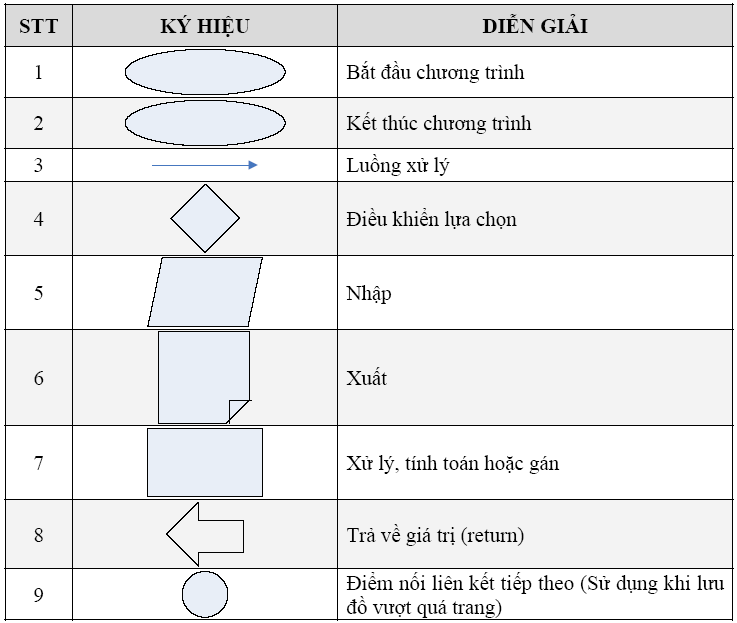 STT KÝ HIỆU DIỄN GIẢI
1 Bắt đầu chương trình
2 Kết thúc chương trình
3 Luồng xử lý
4 Điều khiển lựa chọn
5 Nhập
6 Xuất
7 Xử lý, tính toán hoặc gán
8 Trả về giá trị (return)
9 Điểm nối liên kết tiếp theo (Sử dụng khi lưu
đồ vượt quá trang)